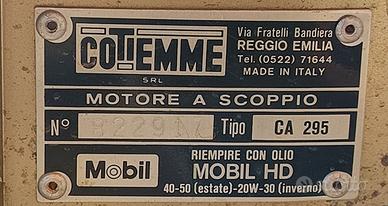 COTIEMME
SRL
Via Fratelli Bandiera
REGGIO EMILIA
Tel. (0522) 71644
MADE IN ITALY
MOTORE A SCOPPIO
N° Tipo CA 295
Mobil
RIEMPIRE CON OLIO
MOBIL HD
40-50 (estate)-20W-30 (inverno)